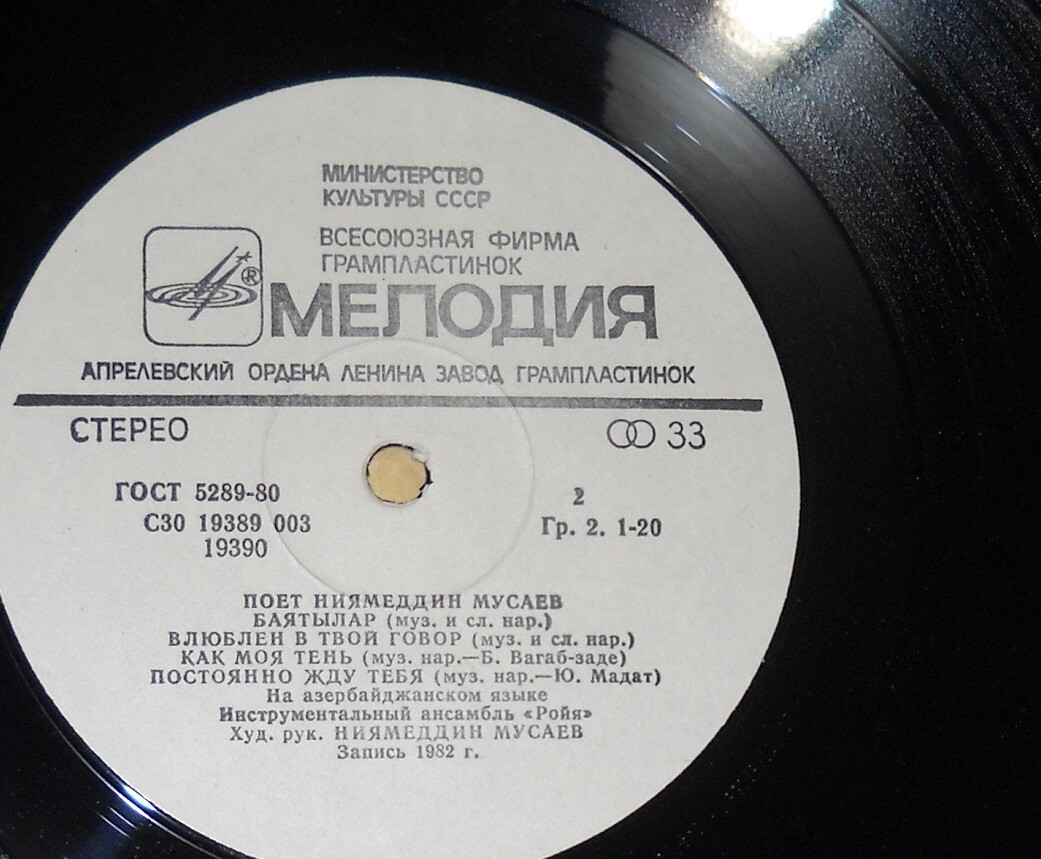 МИНИСТЕРСТВО
КУЛЬТУРЫ СССР
ВСЕСОЮЗНАЯ ФИРМА
ГРАМПЛАСТИНОК
® МЕЛОДИЯ
АПРЕЛЕВСКИЙ ОРДЕНА ЛЕНИНА ЗАВОД ГРАМПЛАСТИНОК
СТЕРЕО
33
ГОСТ 5289-80
С30 19389 003
19390
2
Гр. 2. 1-20
ПОЕТ НИЯМЕДДИН МУСАЕВ
БАЯТЫЛАР (муз. и сл. нар.)
ВЛЮБЛЕН В ТВОЙ ГОВОР (муз. и сл. нар.)
КАК МОЯ ТЕНЬ (муз. нар.—Б. Вагаб-заде)
ПОСТОЯННО ЖДУ ТЕБЯ (муз. нар.—Ю. Мадат)
На азербайджанском языке
Инструментальный ансамбль «Ройя»
Худ. рук. НИЯМЕДДИН МУСАЕВ
Запись 1982 г.